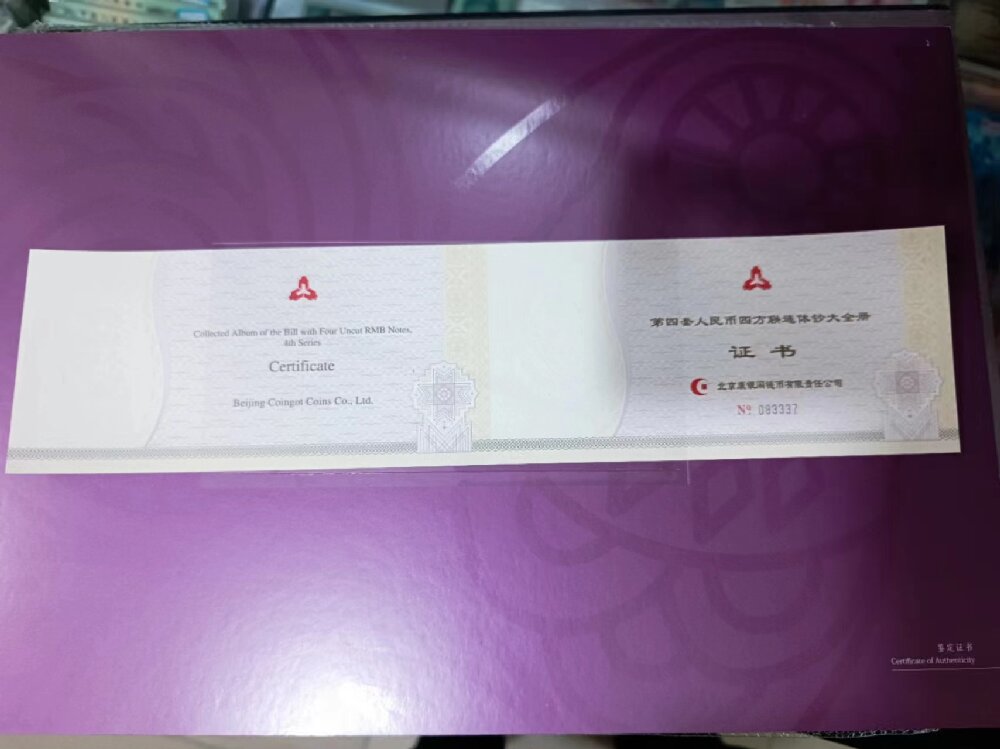 Collected Album of the Bill with Four Uncut RMB Notes,
4th Series
Certificate
Beijing Coingot Coins Co., Ltd.
第四套人民币四方联连体钞大全册
证 书
北京康银阁钱币有限责任公司
Nº 083337
鉴定证书
Certificate of Authenticity